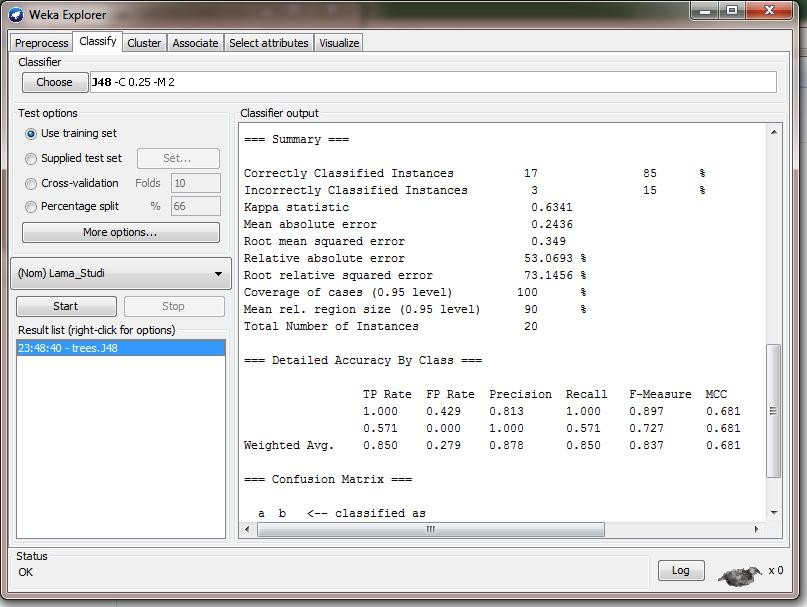 Weka Explorer
Preprocess Classify Cluster Associate Select attributes Visualize
Classifier
Choose J48 -C 0.25 -M 2
Test options
Use training set
Supplied test set Set...
Cross-validation Folds 10
Percentage split % 66
More options...
(Nom) Lama_Studi
Start Stop
Result list (right-click for options)
23:48:40 - trees.J48
Classifier output
=== Summary ===
Correctly Classified Instances 17 85 %
Incorrectly Classified Instances 3 15 %
Kappa statistic 0.6341
Mean absolute error 0.2436
Root mean squared error 0.349
Relative absolute error 53.0693 %
Root relative squared error 73.1456 %
Coverage of cases (0.95 level) 100 %
Mean rel. region size (0.95 level) 90 %
Total Number of Instances 20
=== Detailed Accuracy By Class ===
TP Rate FP Rate Precision Recall F-Measure MCC
1.000 0.429 0.813 1.000 0.897 0.681
0.571 0.000 1.000 0.571 0.727 0.681
Weighted Avg. 0.850 0.279 0.878 0.850 0.837 0.681
=== Confusion Matrix ===
a b <-- classified as
Status
OK
Log
x 0